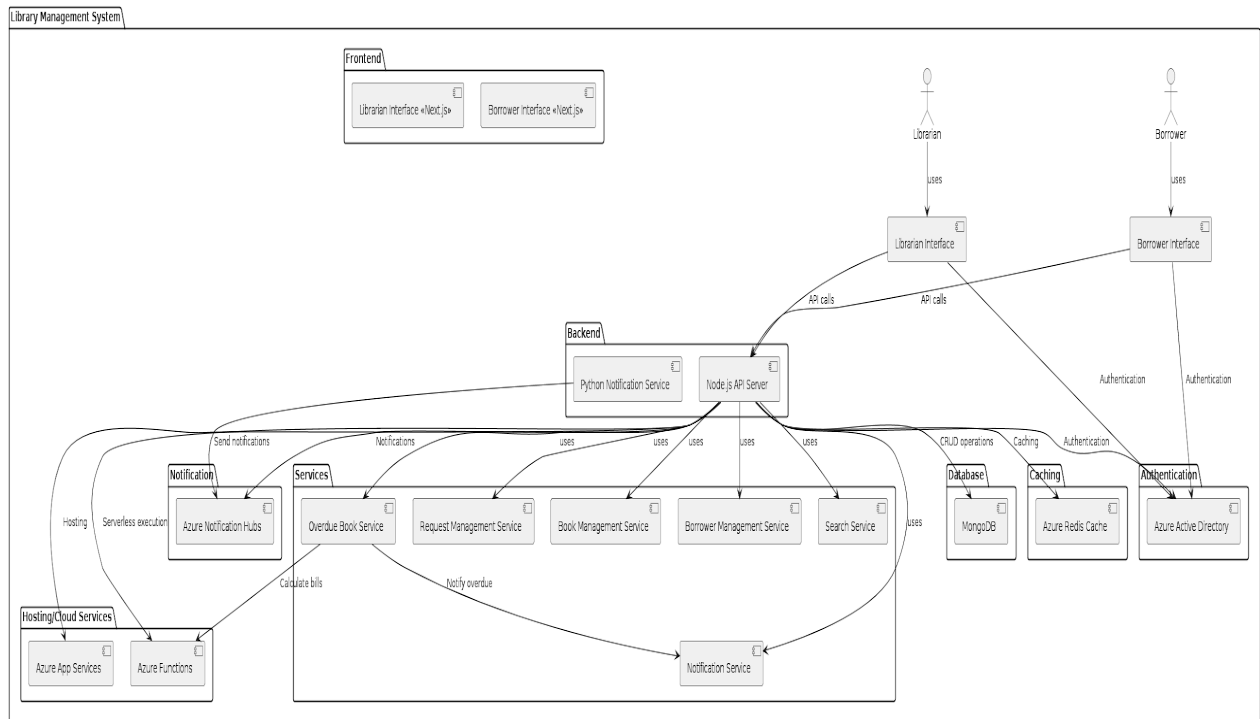 Library Management System
Frontend
Librarian Interface «Next.js»
Borrower Interface «Next.js»
Librarian
Borrower
uses
uses
Librarian Interface
Borrower Interface
API calls
API calls
Backend
Python Notification Service
Node.js API Server
Authentication
Authentication
Send notifications
Notifications
uses
uses
uses
uses
uses
CRUD operations
Caching
Authentication
Notification
Services
Database
Caching
Authentication
Hosting
Serverless execution
Azure Notification Hubs
Overdue Book Service
Request Management Service
Book Management Service
Borrower Management Service
Search Service
uses
MongoDB
Azure Redis Cache
Azure Active Directory
Calculate bills
Notify overdue
Hosting/Cloud Services
Azure App Services
Azure Functions
Notification Service